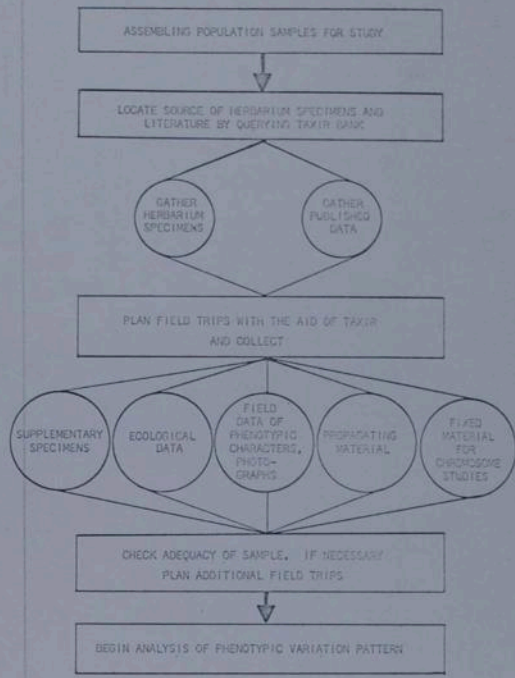 ASSEMBLING POPULATION SAMPLES FOR STUDY
LOCATE SOURCE OF HERBARIUM SPECIMENS AND
LITERATURE BY QUERYING TAXIR BANK
GATHER
HERBARIUM
SPECIMENS
GATHER
PUBLISHED
DATA
PLAN FIELD TRIPS WITH THE AID OF TAXIR
AND COLLECT:
SUPPLEMENTARY
SPECIMENS
ECOLOGICAL
DATA
FIELD
DATA OF
PHENOTYPIC
CHARACTERS,
PHOTO-
GRAPHS
PROPAGATING
MATERIAL
FIXED
MATERIAL
FOR
CHROMOSOME
STUDIES
CHECK ADEQUACY OF SAMPLE. IF NECESSARY
PLAN ADDITIONAL FIELD TRIPS
BEGIN ANALYSIS OF PHENOTYPIC VARIATION PATTERN